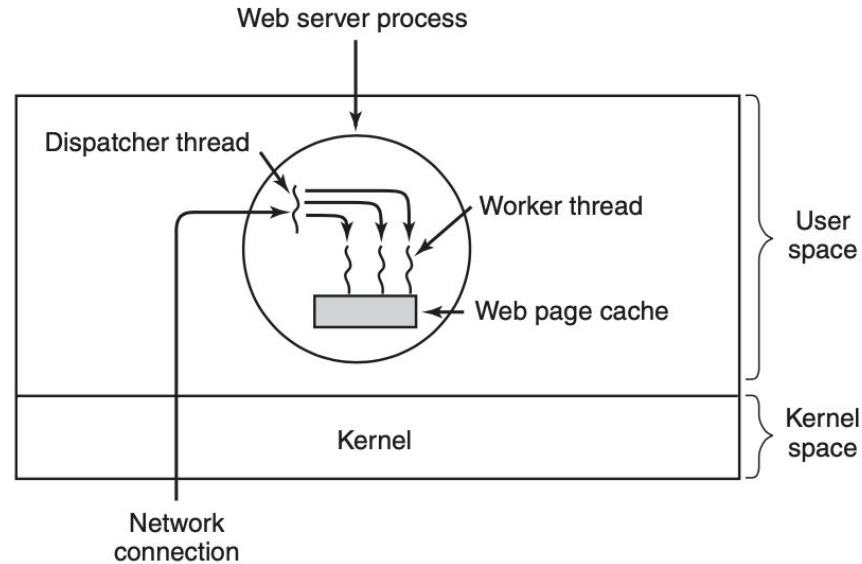 Web server process
Dispatcher thread
Worker thread
User
space
Web page cache
Kernel
Kernel
space
Network
connection